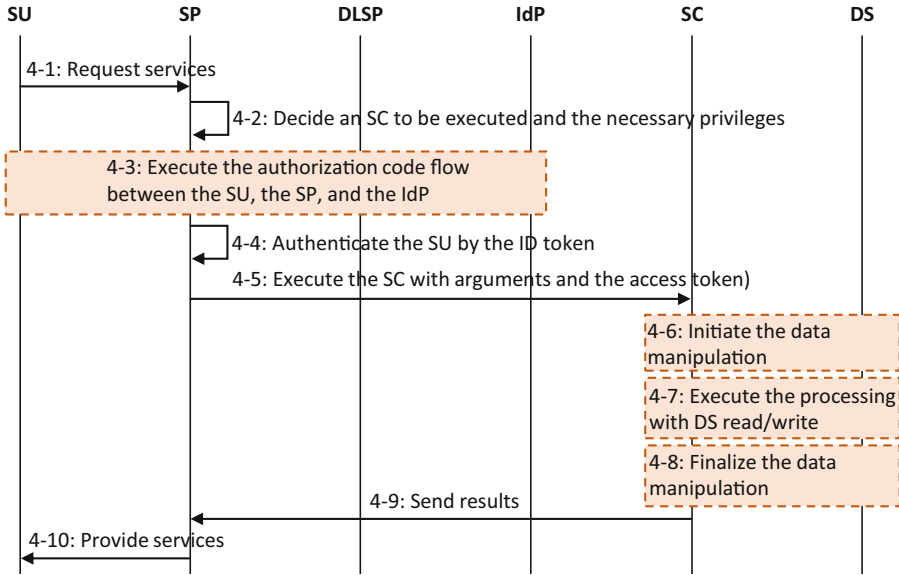 SU SP DLSP IdP SC DS
4-1: Request services
4-2: Decide an SC to be executed and the necessary privileges
4-3: Execute the authorization code flow
between the SU, the SP, and the IdP
4-4: Authenticate the SU by the ID token
4-5: Execute the SC with arguments and the access token)
4-6: Initiate the data
manipulation
4-7: Execute the processing
with DS read/write
4-8: Finalize the data
manipulation
4-9: Send results
4-10: Provide services